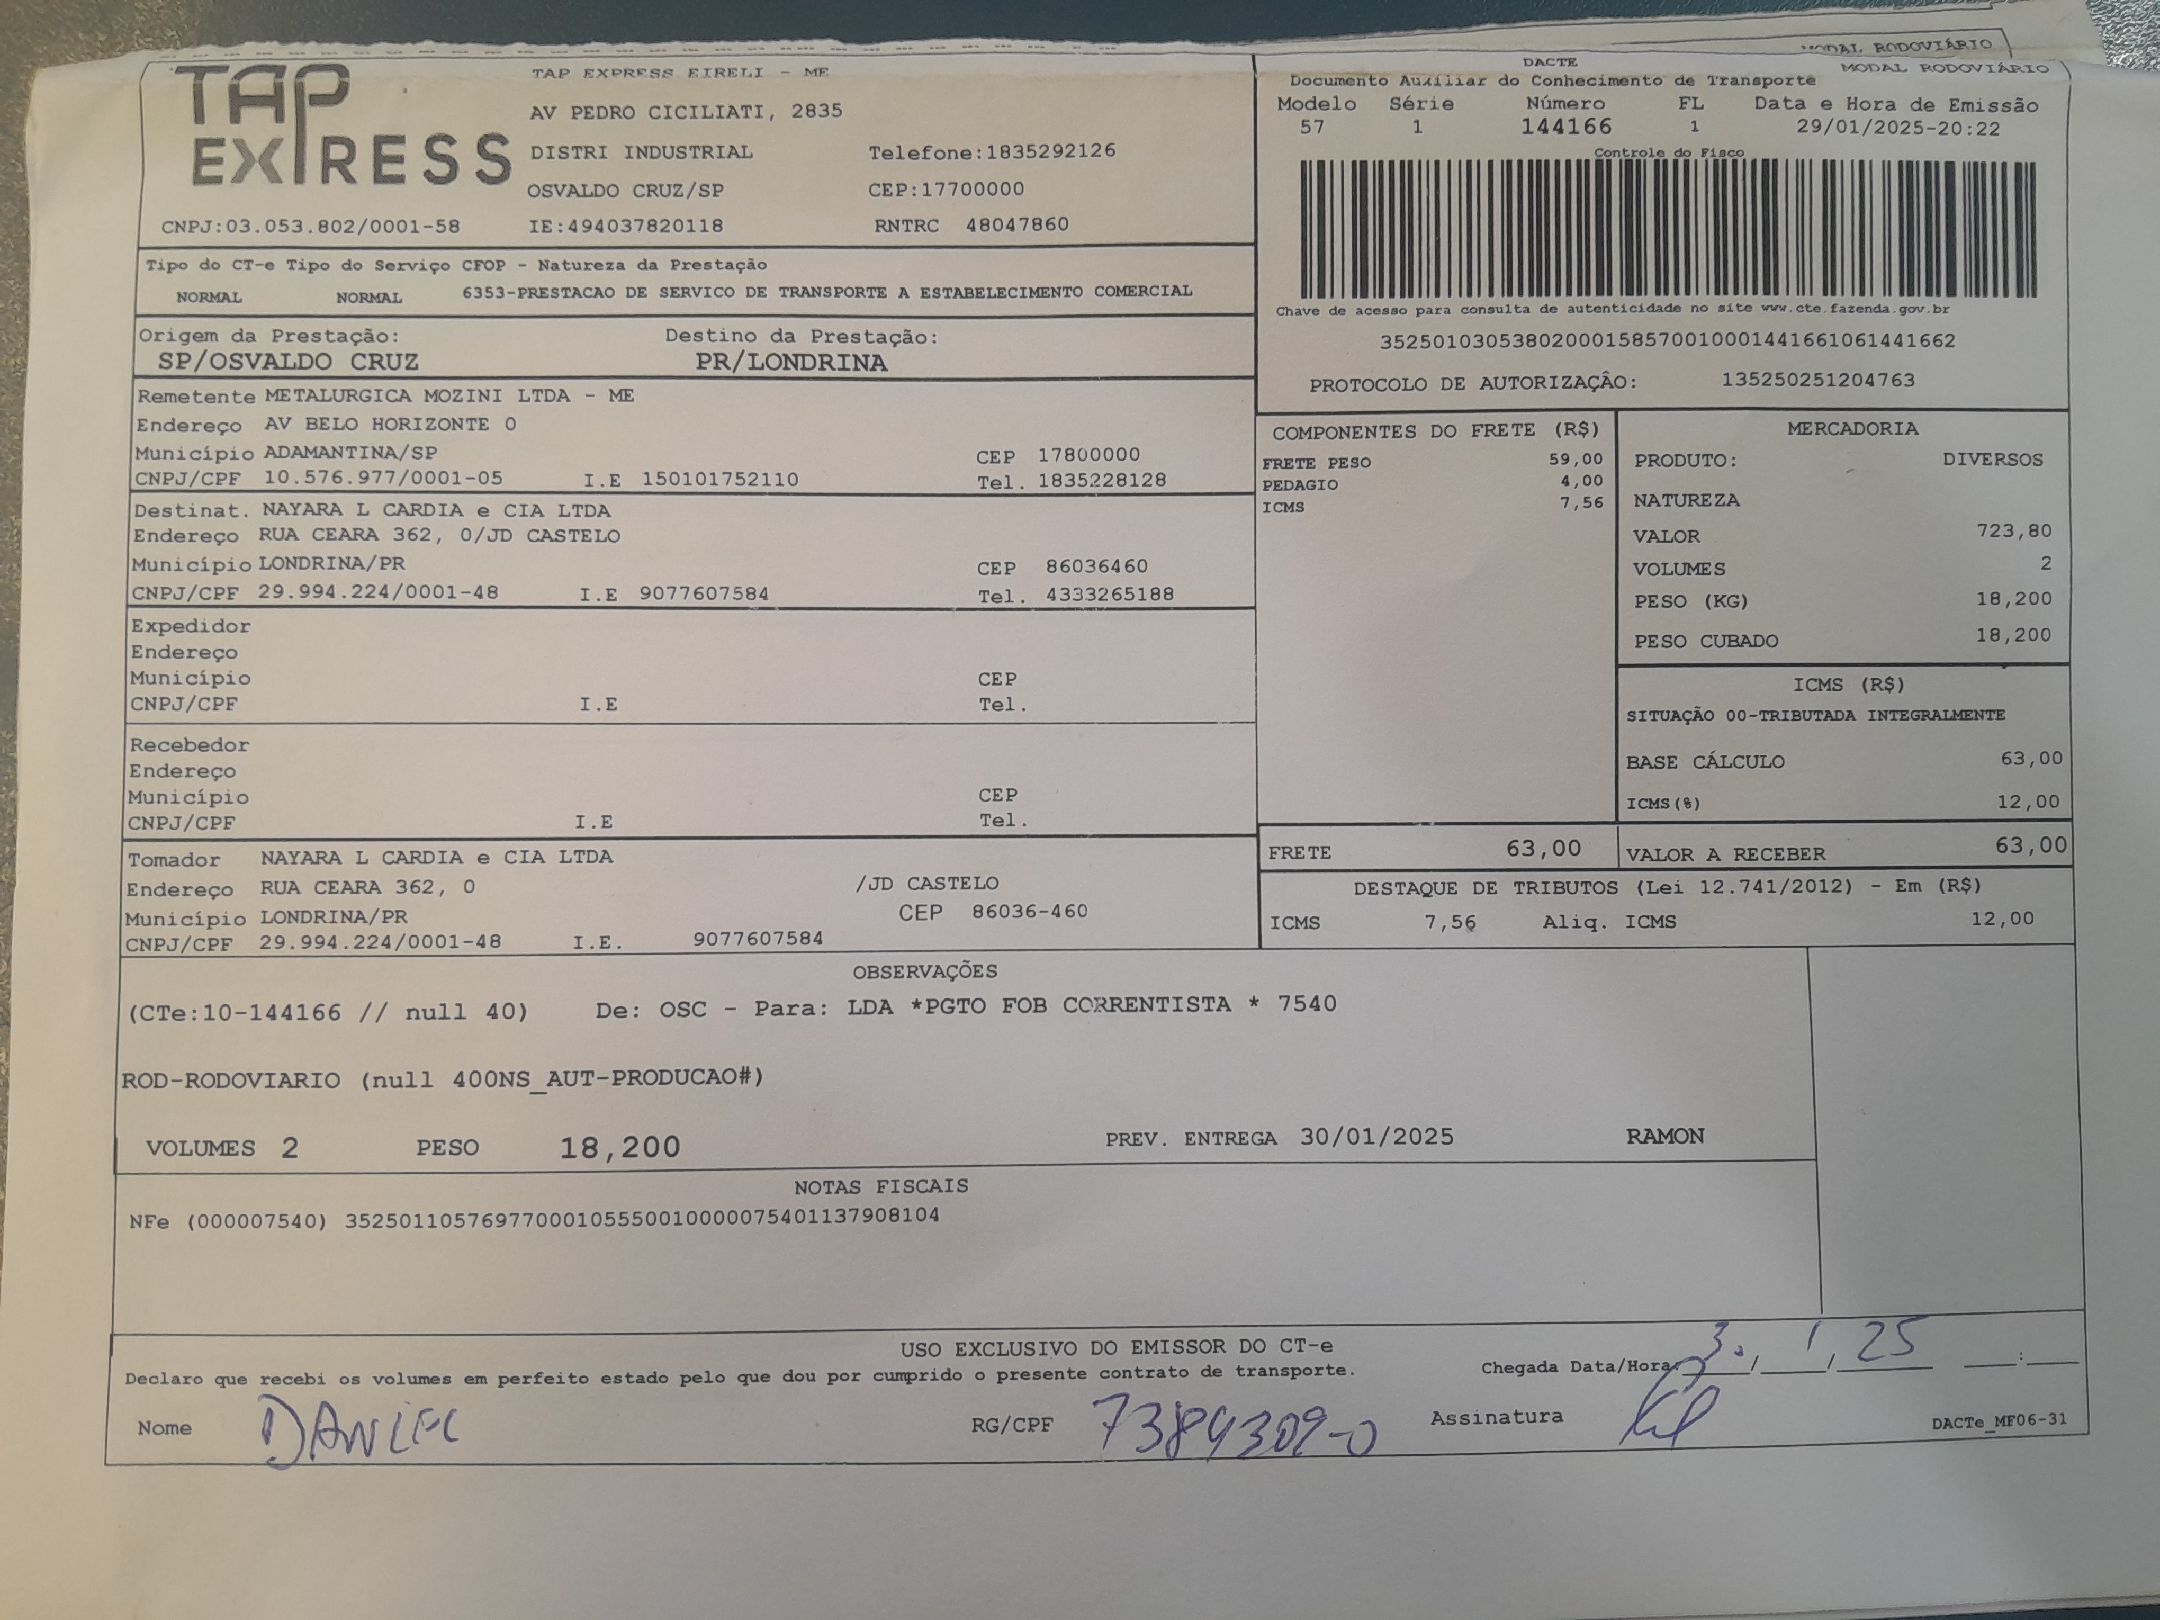 MODAL RODOVIÁRIO
TAP EXPRESS
TAP EXPRESS EIRELI - ME
AV PEDRO CICILIATI, 2835
DISTRI INDUSTRIAL Telefone:1835292126
OSVALDO CRUZ/SP CEP:17700000
CNPJ:03.053.802/0001-58 IE:494037820118 RNTRC 48047860
DACTE MODAL RODOVIÁRIO
Documento Auxiliar do Conhecimento de Transporte
Modelo Série Número FL Data e Hora de Emissão
57 1 144166 1 29/01/2025-20:22
Controle do Fisco
Chave de acesso para consulta de autenticidade no site www.cte.fazenda.gov.br
35250103053802000158570010001441661061441662
PROTOCOLO DE AUTORIZAÇÂO: 135250251204763
Tipo do CT-e Tipo do Serviço CFOP - Natureza da Prestação
NORMAL NORMAL 6353-PRESTACAO DE SERVICO DE TRANSPORTE A ESTABELECIMENTO COMERCIAL
Origem da Prestação: Destino da Prestação:
SP/OSVALDO CRUZ PR/LONDRINA
Remetente METALURGICA MOZINI LTDA - ME
Endereço AV BELO HORIZONTE 0
Município ADAMANTINA/SP CEP 17800000
CNPJ/CPF 10.576.977/0001-05 I.E 150101752110 Tel. 1835228128
Destinat. NAYARA L CARDIA e CIA LTDA
Endereço RUA CEARA 362, 0/JD CASTELO
Município LONDRINA/PR CEP 86036460
CNPJ/CPF 29.994.224/0001-48 I.E 9077607584 Tel. 4333265188
Expedidor
Endereço
Município CEP
CNPJ/CPF I.E Tel.
Recebedor
Endereço
Município CEP
CNPJ/CPF I.E Tel.
Tomador NAYARA L CARDIA e CIA LTDA
Endereço RUA CEARA 362, 0 /JD CASTELO
Município LONDRINA/PR CEP 86036-460
CNPJ/CPF 29.994.224/0001-48 I.E. 9077607584
COMPONENTES DO FRETE (R$)
FRETE PESO 59,00
PEDAGIO 4,00
ICMS 7,56
MERCADORIA
PRODUTO: DIVERSOS
NATUREZA
VALOR 723,80
VOLUMES 2
PESO (KG) 18,200
PESO CUBADO 18,200
ICMS (R$)
SITUAÇÃO 00-TRIBUTADA INTEGRALMENTE
BASE CÁLCULO 63,00
ICMS(%) 12,00
FRETE 63,00 VALOR A RECEBER 63,00
DESTAQUE DE TRIBUTOS (Lei 12.741/2012) - Em (R$)
ICMS 7,56 Aliq. ICMS 12,00
OBSERVAÇÕES
(CTe:10-144166 // null 40) De: OSC - Para: LDA *PGTO FOB CORRENTISTA * 7540
ROD-RODOVIARIO (null 400NS_AUT-PRODUCAO#)
VOLUMES 2 PESO 18,200 PREV. ENTREGA 30/01/2025 RAMON
NOTAS FISCAIS
NFe (000007540) 35250110576977000105550010000075401137908104
USO EXCLUSIVO DO EMISSOR DO CT-e
Declaro que recebi os volumes em perfeito estado pelo que dou por cumprido o presente contrato de transporte. Chegada Data/Hora 30/1/25 :
Nome DANIEL RG/CPF 7384309-0 Assinatura DACTe_MF06-31